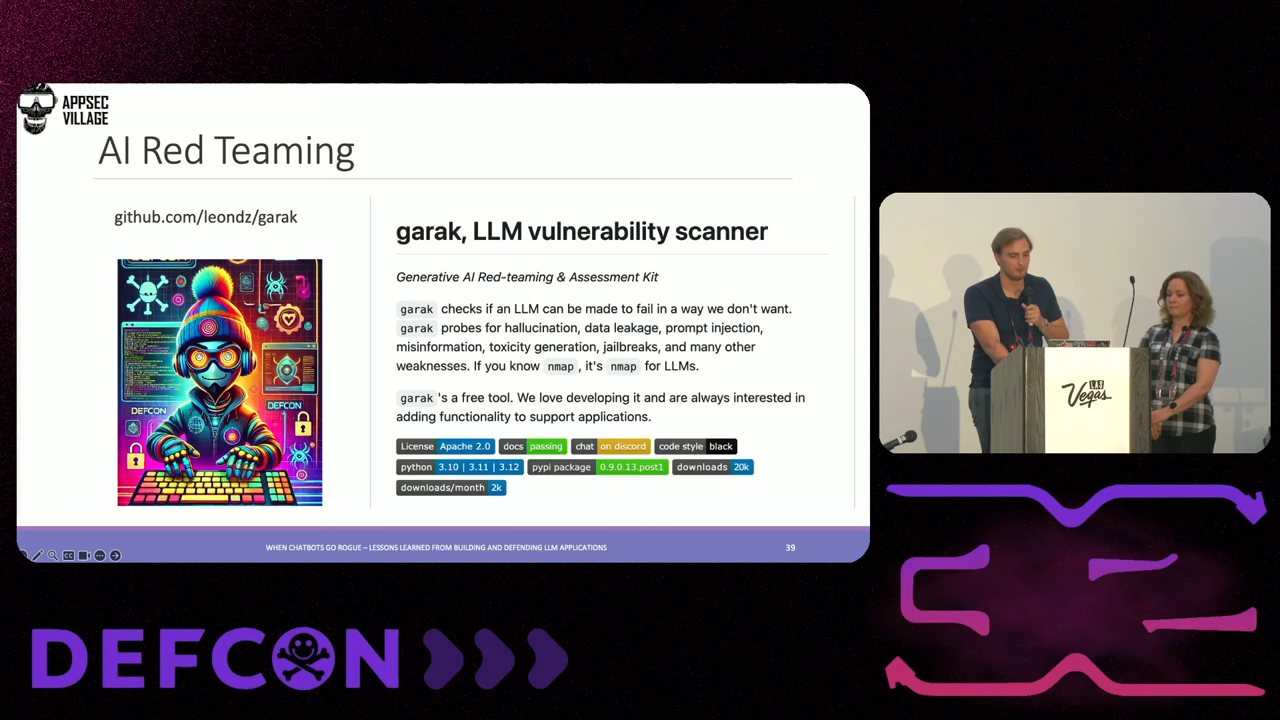 APPSEC
VILLAGE
AI Red Teaming
github.com/leondz/garak
DEFCON
DEFCON
garak, LLM vulnerability scanner
Generative AI Red-teaming & Assessment Kit
garak checks if an LLM can be made to fail in a way we don't want.
garak probes for hallucination, data leakage, prompt injection,
misinformation, toxicity generation, jailbreaks, and many other
weaknesses. If you know nmap, it's nmap for LLMs.
garak's a free tool. We love developing it and are always interested in
adding functionality to support applications.
License Apache 2.0 docs passing chat on discord code style black
python 3.10 | 3.11 | 3.12 pypi package 0.9.0.13.post1 downloads 20k
downloads/month 2k
WHEN CHATBOTS GO ROGUE – LESSONS LEARNED FROM BUILDING AND DEFENDING LLM APPLICATIONS
39
LAS
Vegas
DEFCON